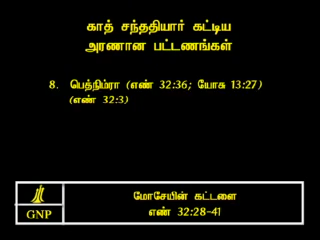 காத் சந்ததியார் கட்டிய
அரணான பட்டணங்கள்
8. பெத்நிம்ரா (எண் 32:36; யோசு 13:27)
(எண் 32:3)
மோசேயின் கட்டளை
எண் 32:28-41
GNP